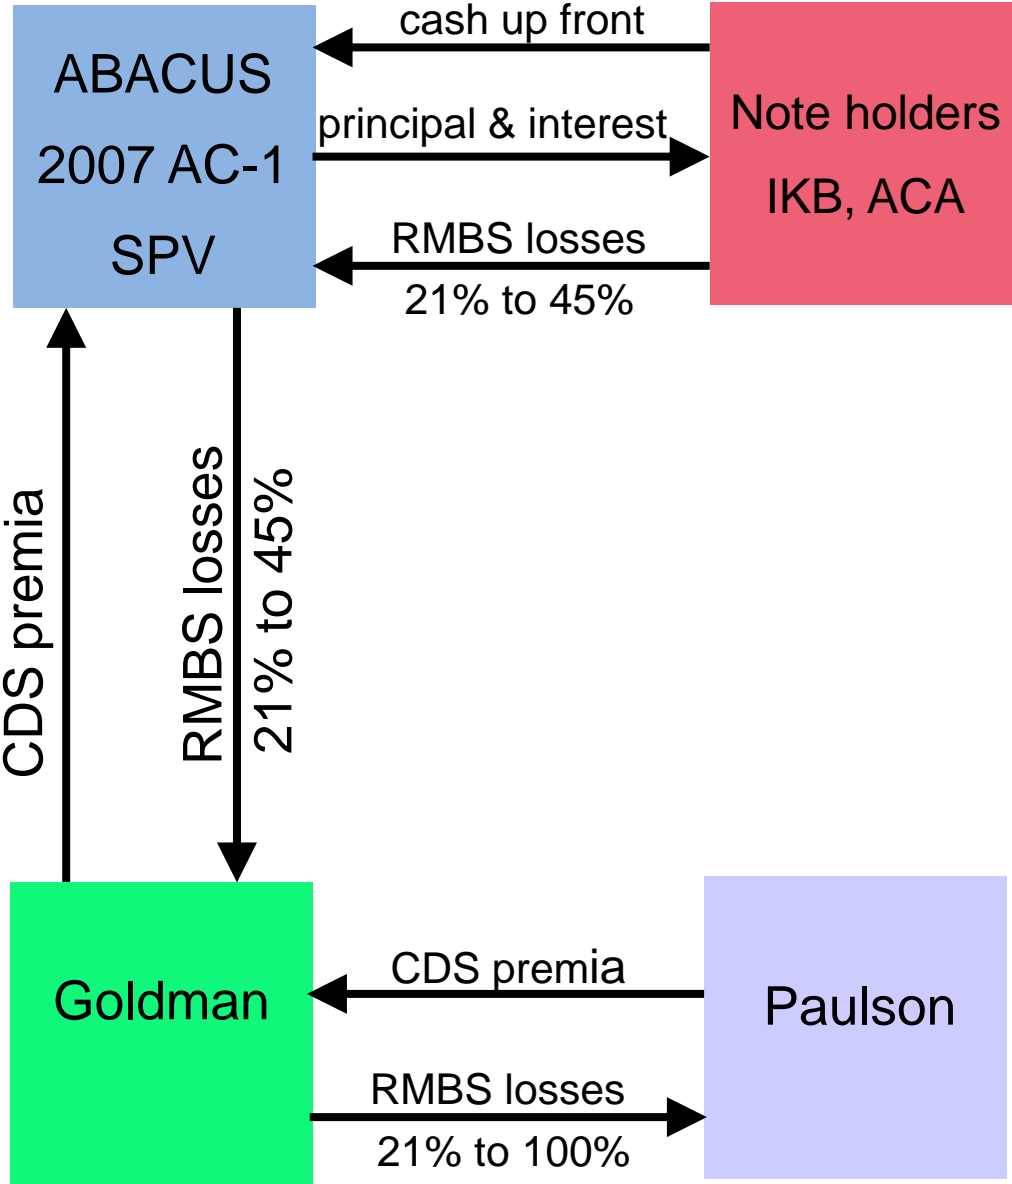 cash up front
ABACUS
2007 AC-1
SPV
principal & interest
Note holders
IKB, ACA
RMBS losses
21% to 45%
CDS premia
RMBS losses
21% to 45%
Goldman
CDS premia
Paulson
RMBS losses
21% to 100%